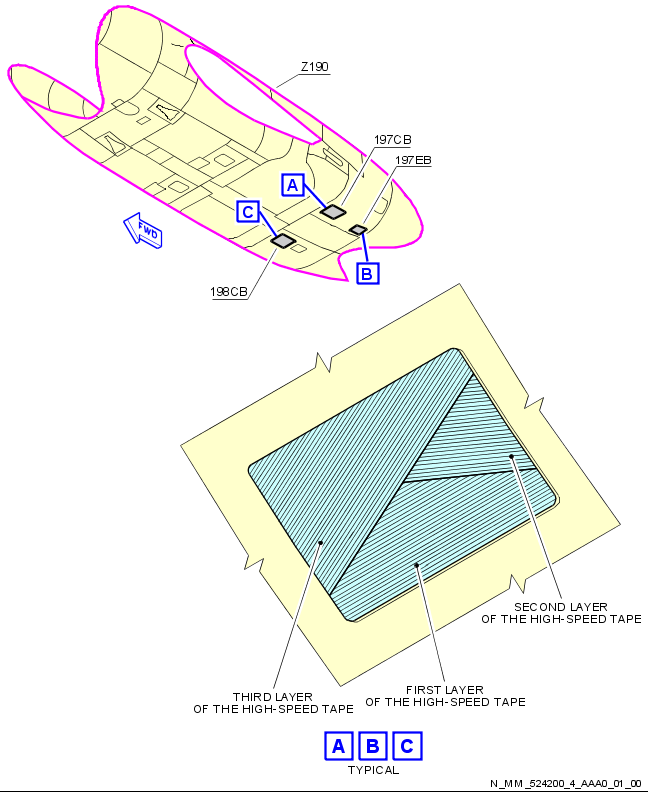 Z190
197CB
197EB
A
C
FWD
B
198CB
SECOND LAYER
OF THE HIGH-SPEED TAPE
THIRD LAYER
OF THE HIGH-SPEED TAPE
FIRST LAYER
OF THE HIGH-SPEED TAPE
A B C
TYPICAL
N_MM_524200_4_AAA0_01_00